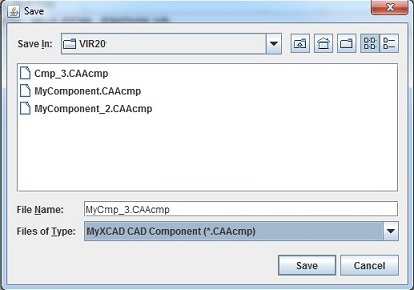 Save
Save In: VIR20
Cmp_3.CAAcmp
MyComponent.CAAcmp
MyComponent_2.CAAcmp
File Name: MyCmp_3.CAAcmp
Files of Type: MyXCAD CAD Component (*.CAAcmp)
Save Cancel